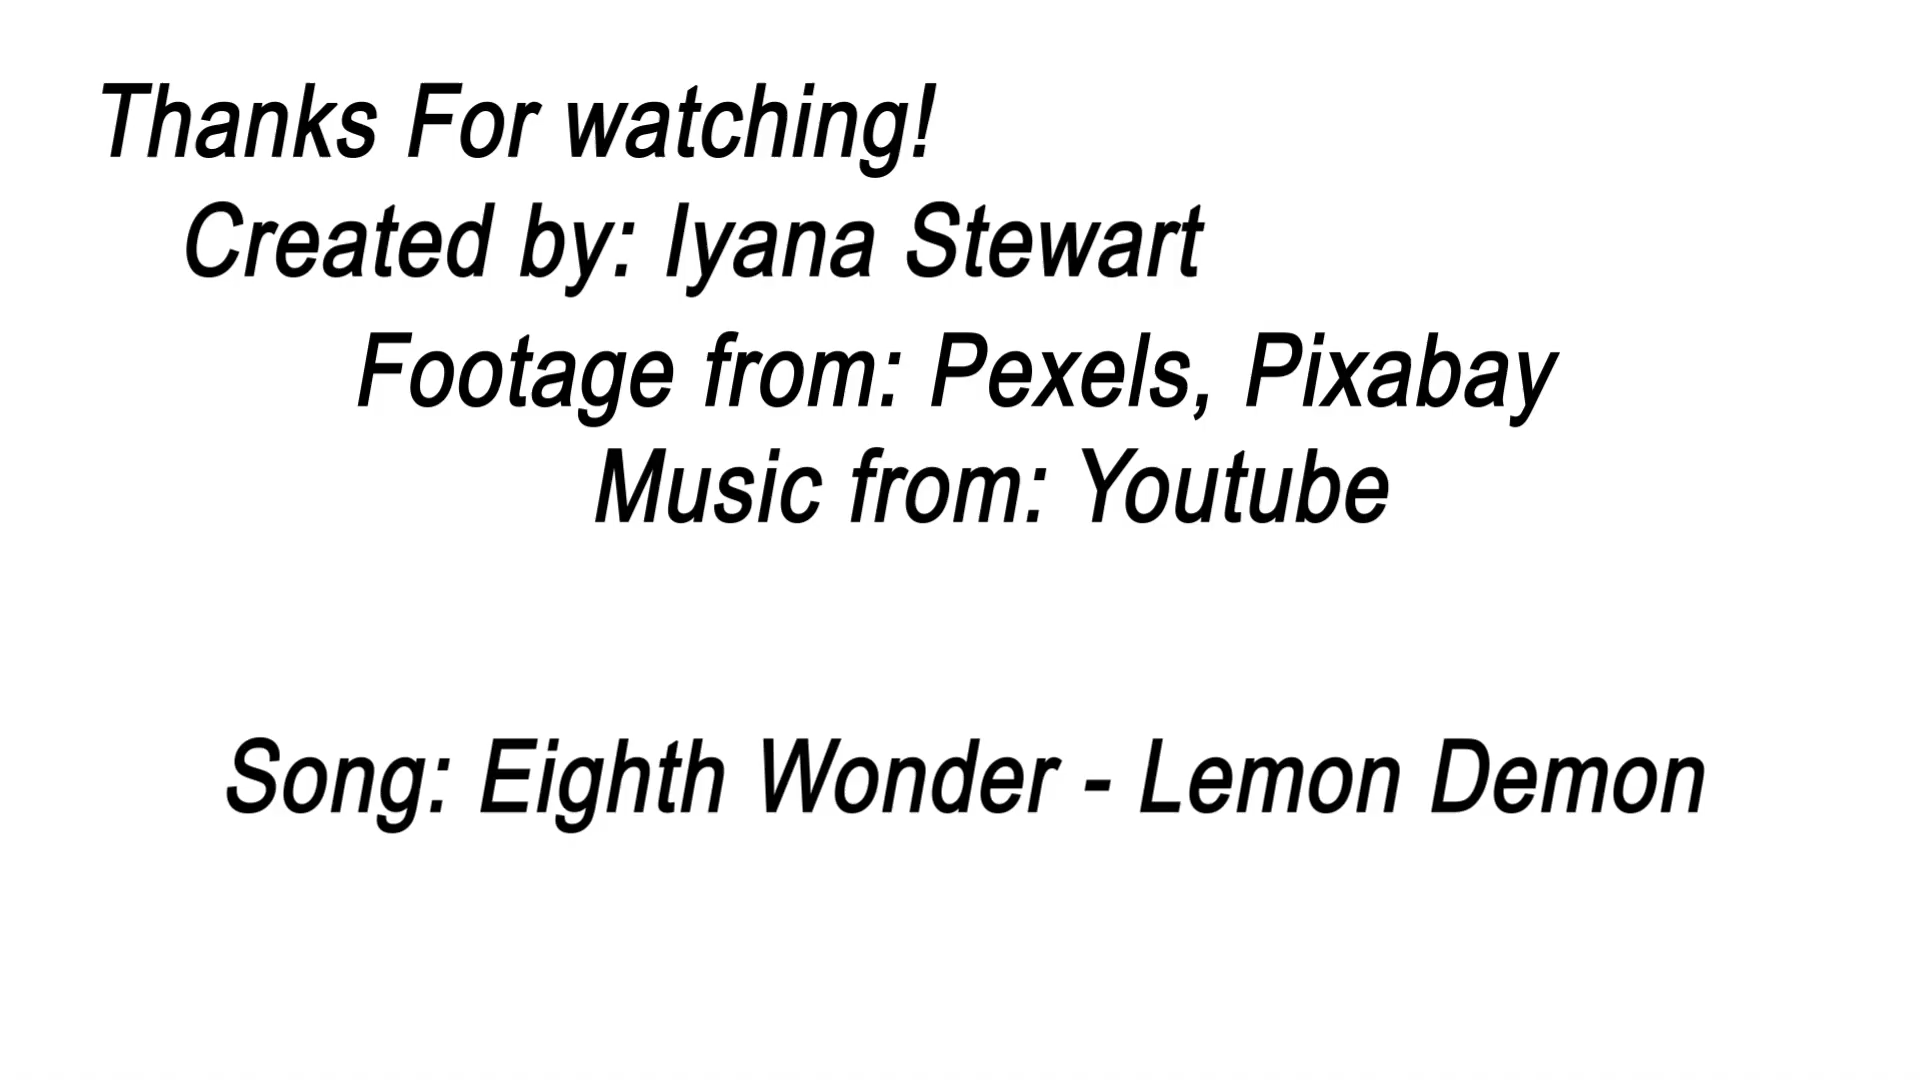 Thanks For watching!
Created by: Iyana Stewart
Footage from: Pexels, Pixabay
Music from: Youtube
Song: Eighth Wonder - Lemon Demon